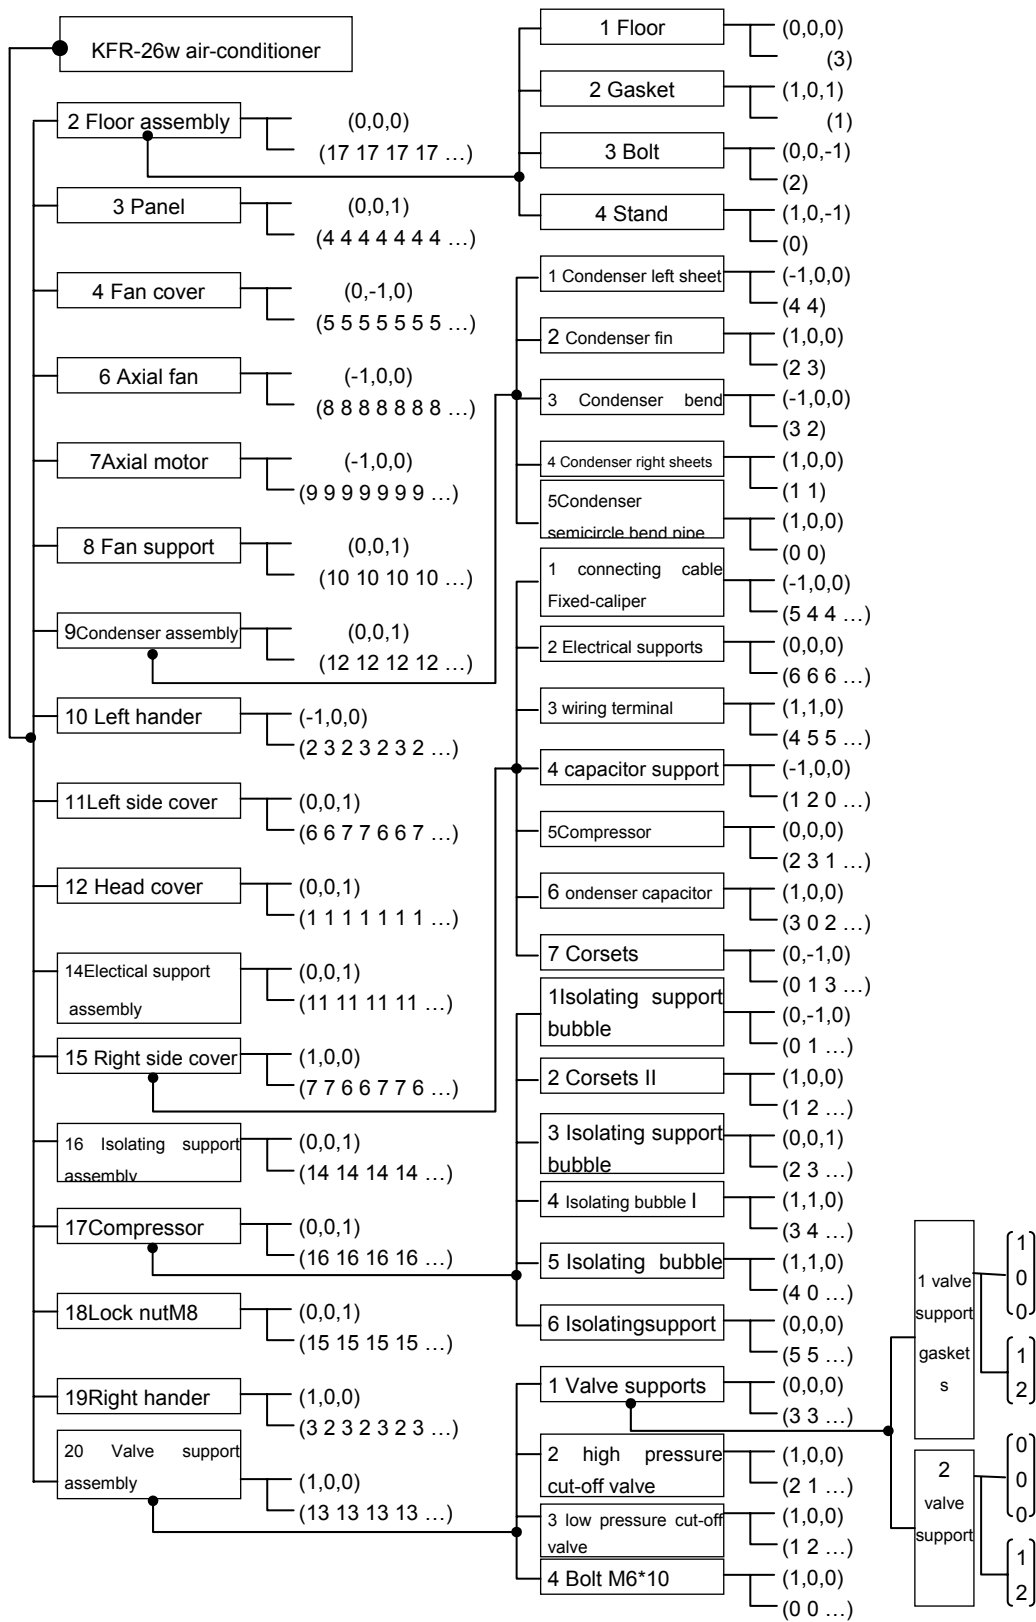 KFR-26w air-conditioner
2 Floor assembly
(0,0,0)
(17 17 17 17 ...)
3 Panel
(0,0,1)
(4 4 4 4 4 4 4 ...)
4 Fan cover
(0,-1,0)
(5 5 5 5 5 5 5 ...)
6 Axial fan
(-1,0,0)
(8 8 8 8 8 8 8 ...)
7Axial motor
(-1,0,0)
(9 9 9 9 9 9 9 ...)
8 Fan support
(0,0,1)
(10 10 10 10 ...)
9Condenser assembly
(0,0,1)
(12 12 12 12 ...)
10 Left hander
(-1,0,0)
(2 3 2 3 2 3 2 ...)
11Left side cover
(0,0,1)
(6 6 7 7 6 6 7 ...)
12 Head cover
(0,0,1)
(1 1 1 1 1 1 1 ...)
14Electical support
assembly
(0,0,1)
(11 11 11 11 ...)
15 Right side cover
(1,0,0)
(7 7 6 6 7 7 6 ...)
16 Isolating support
assembly
(0,0,1)
(14 14 14 14 ...)
17Compressor
(0,0,1)
(16 16 16 16 ...)
18Lock nutM8
(0,0,1)
(15 15 15 15 ...)
19Right hander
(1,0,0)
(3 2 3 2 3 2 3 ...)
20 Valve support
assembly
(1,0,0)
(13 13 13 13 ...)
1 Floor
(0,0,0)
(3)
2 Gasket
(1,0,1)
(1)
3 Bolt
(0,0,-1)
(2)
4 Stand
(1,0,-1)
(0)
1 Condenser left sheet
(-1,0,0)
(4 4)
2 Condenser fin
(1,0,0)
(2 3)
3 Condenser bend
(-1,0,0)
(3 2)
4 Condenser right sheets
(1,0,0)
(1 1)
5Condenser
semicircle bend pipe
(1,0,0)
(0 0)
1 connecting cable
Fixed-caliper
(-1,0,0)
(5 4 4 ...)
2 Electrical supports
(0,0,0)
(6 6 6 ...)
3 wiring terminal
(1,1,0)
(4 5 5 ...)
4 capacitor support
(-1,0,0)
(1 2 0 ...)
5Compressor
(0,0,0)
(2 3 1 ...)
6 ondenser capacitor
(1,0,0)
(3 0 2 ...)
7 Corsets
(0,-1,0)
(0 1 3 ...)
1Isolating support
bubble
(0,-1,0)
(0 1 ...)
2 Corsets II
(1,0,0)
(1 2 ...)
3 Isolating support
bubble
(0,0,1)
(2 3 ...)
4 Isolating bubble I
(1,1,0)
(3 4 ...)
5 Isolating bubble
(1,1,0)
(4 0 ...)
6 Isolatingsupport
(0,0,0)
(5 5 ...)
1 Valve supports
(0,0,0)
(3 3 ...)
2 high pressure
cut-off valve
(1,0,0)
(2 1 ...)
3 low pressure cut-off
valve
(1,0,0)
(1 2 ...)
4 Bolt M6*10
(1,0,0)
(0 0 ...)
1 valve
support
gasket
s
1
0
0
1
2
2
valve
support
0
0
0
1
2